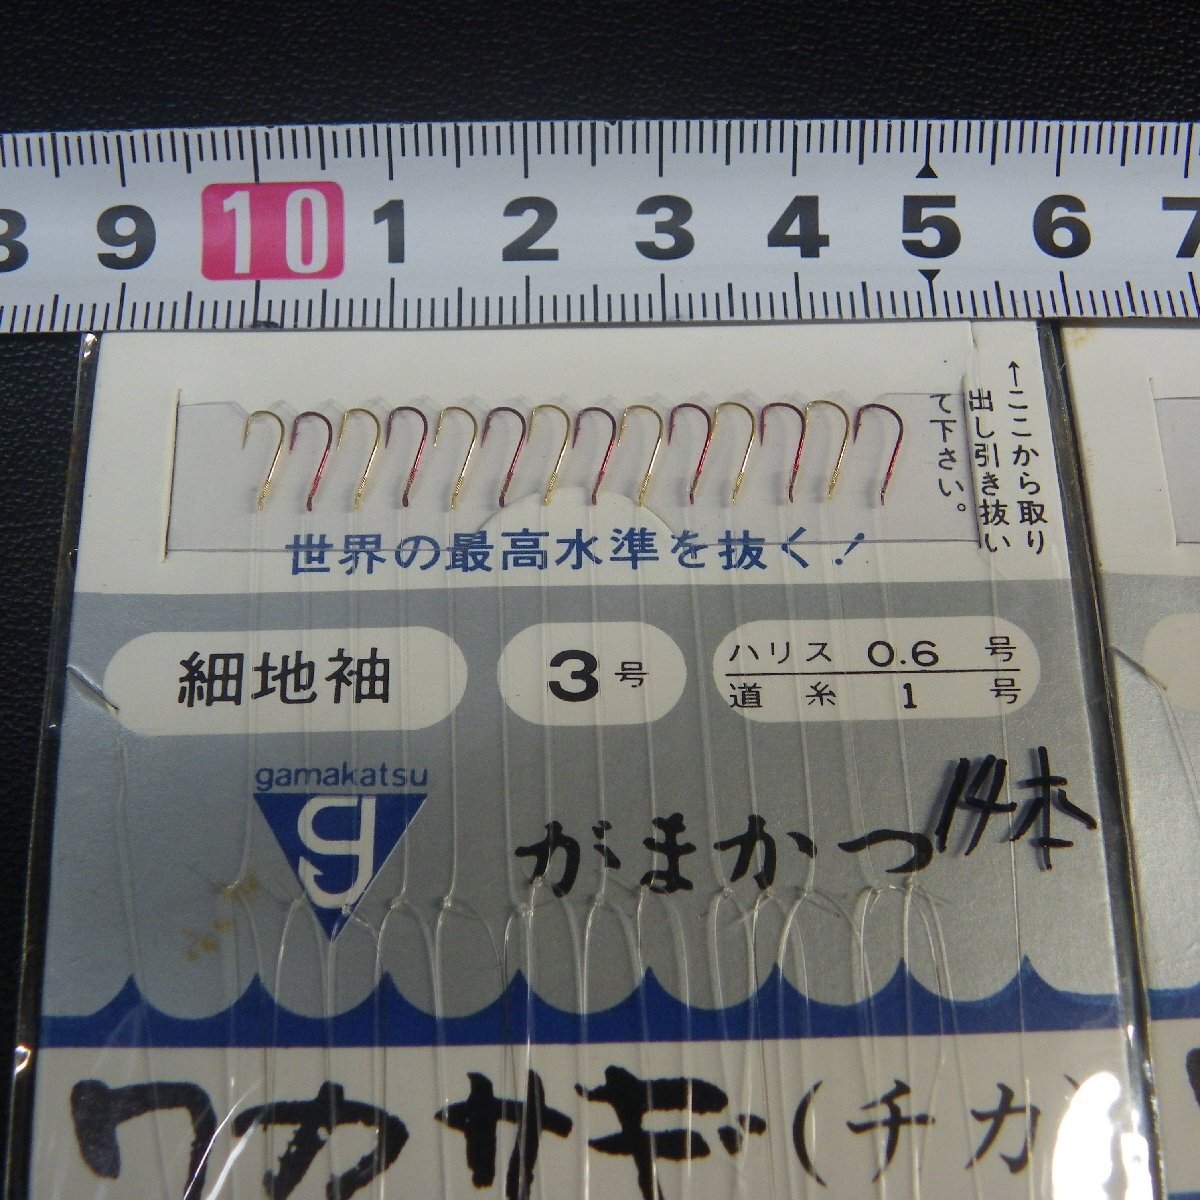 8 9 10 1 2 3 4 5 6 7
←ここから取り
出し引き抜い
て下さい。
世界の最高水準を抜く!
細地袖
3号
ハリス 0.6 号
道糸 1 号
gamakatsu
g
がまかつ 14本
ワカサギ(チカ)